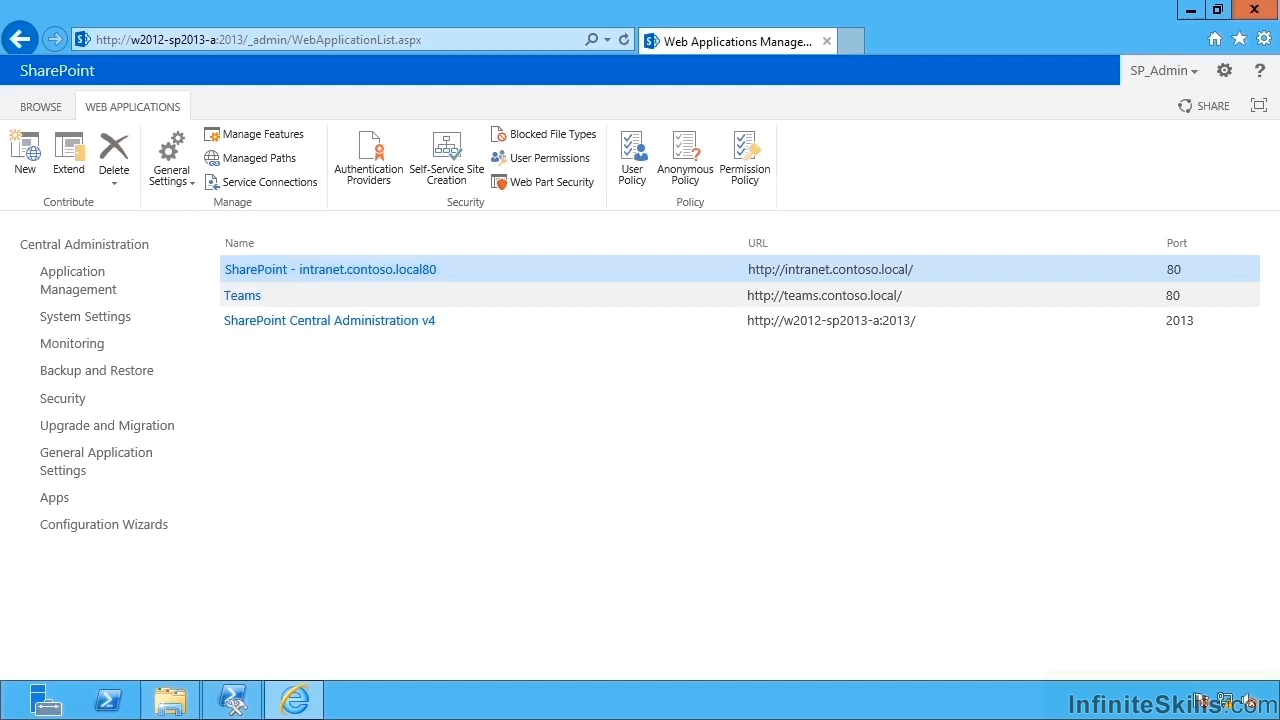 http://w2012-sp2013-a:2013/_admin/WebApplicationList.aspx
Web Applications Manage...
SharePoint
SP_Admin
?
BROWSE
WEB APPLICATIONS
SHARE
New
Extend
Delete
Contribute
General
Settings
Manage Features
Managed Paths
Service Connections
Manage
Authentication
Providers
Self-Service Site
Creation
Blocked File Types
User Permissions
Web Part Security
Security
User
Policy
Anonymous
Policy
Permission
Policy
Policy
Central Administration
Application
Management
System Settings
Monitoring
Backup and Restore
Security
Upgrade and Migration
General Application
Settings
Apps
Configuration Wizards
Name URL Port
SharePoint - intranet.contoso.local80 http://intranet.contoso.local/ 80
Teams http://teams.contoso.local/ 80
SharePoint Central Administration v4 http://w2012-sp2013-a:2013/ 2013
InfiniteSkills.com